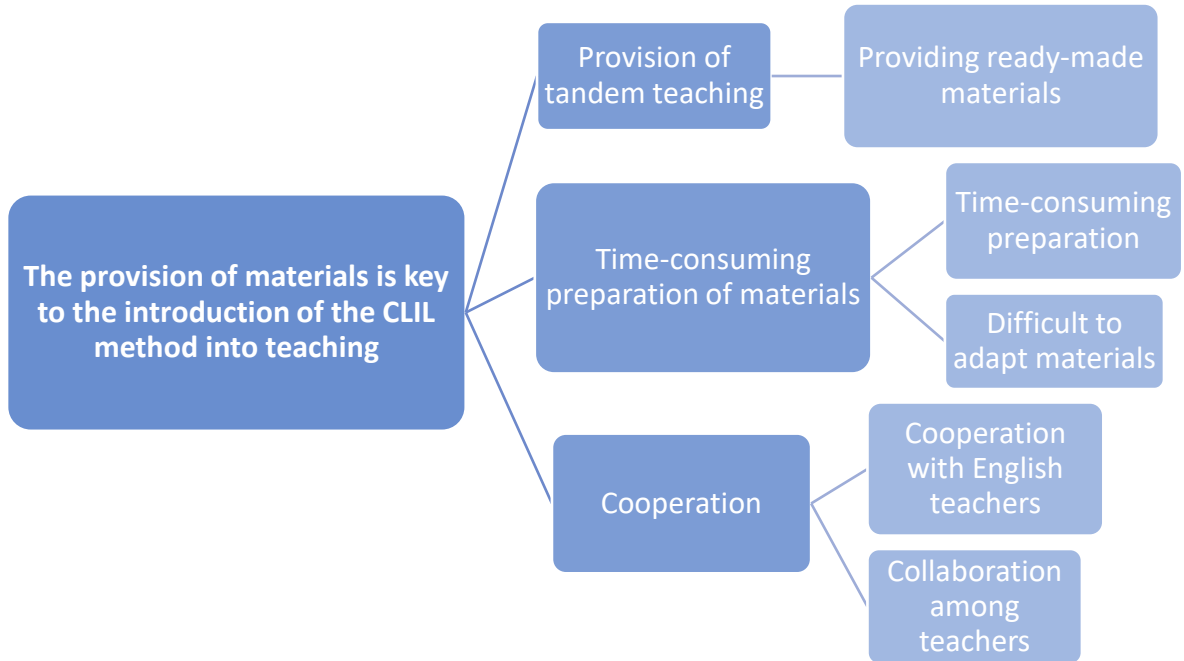 The provision of materials is key
to the introduction of the CLIL
method into teaching
Provision of
tandem teaching
Providing ready-made
materials
Time-consuming
preparation of materials
Time-consuming
preparation
Difficult to
adapt materials
Cooperation
Cooperation
with English
teachers
Collaboration
among
teachers